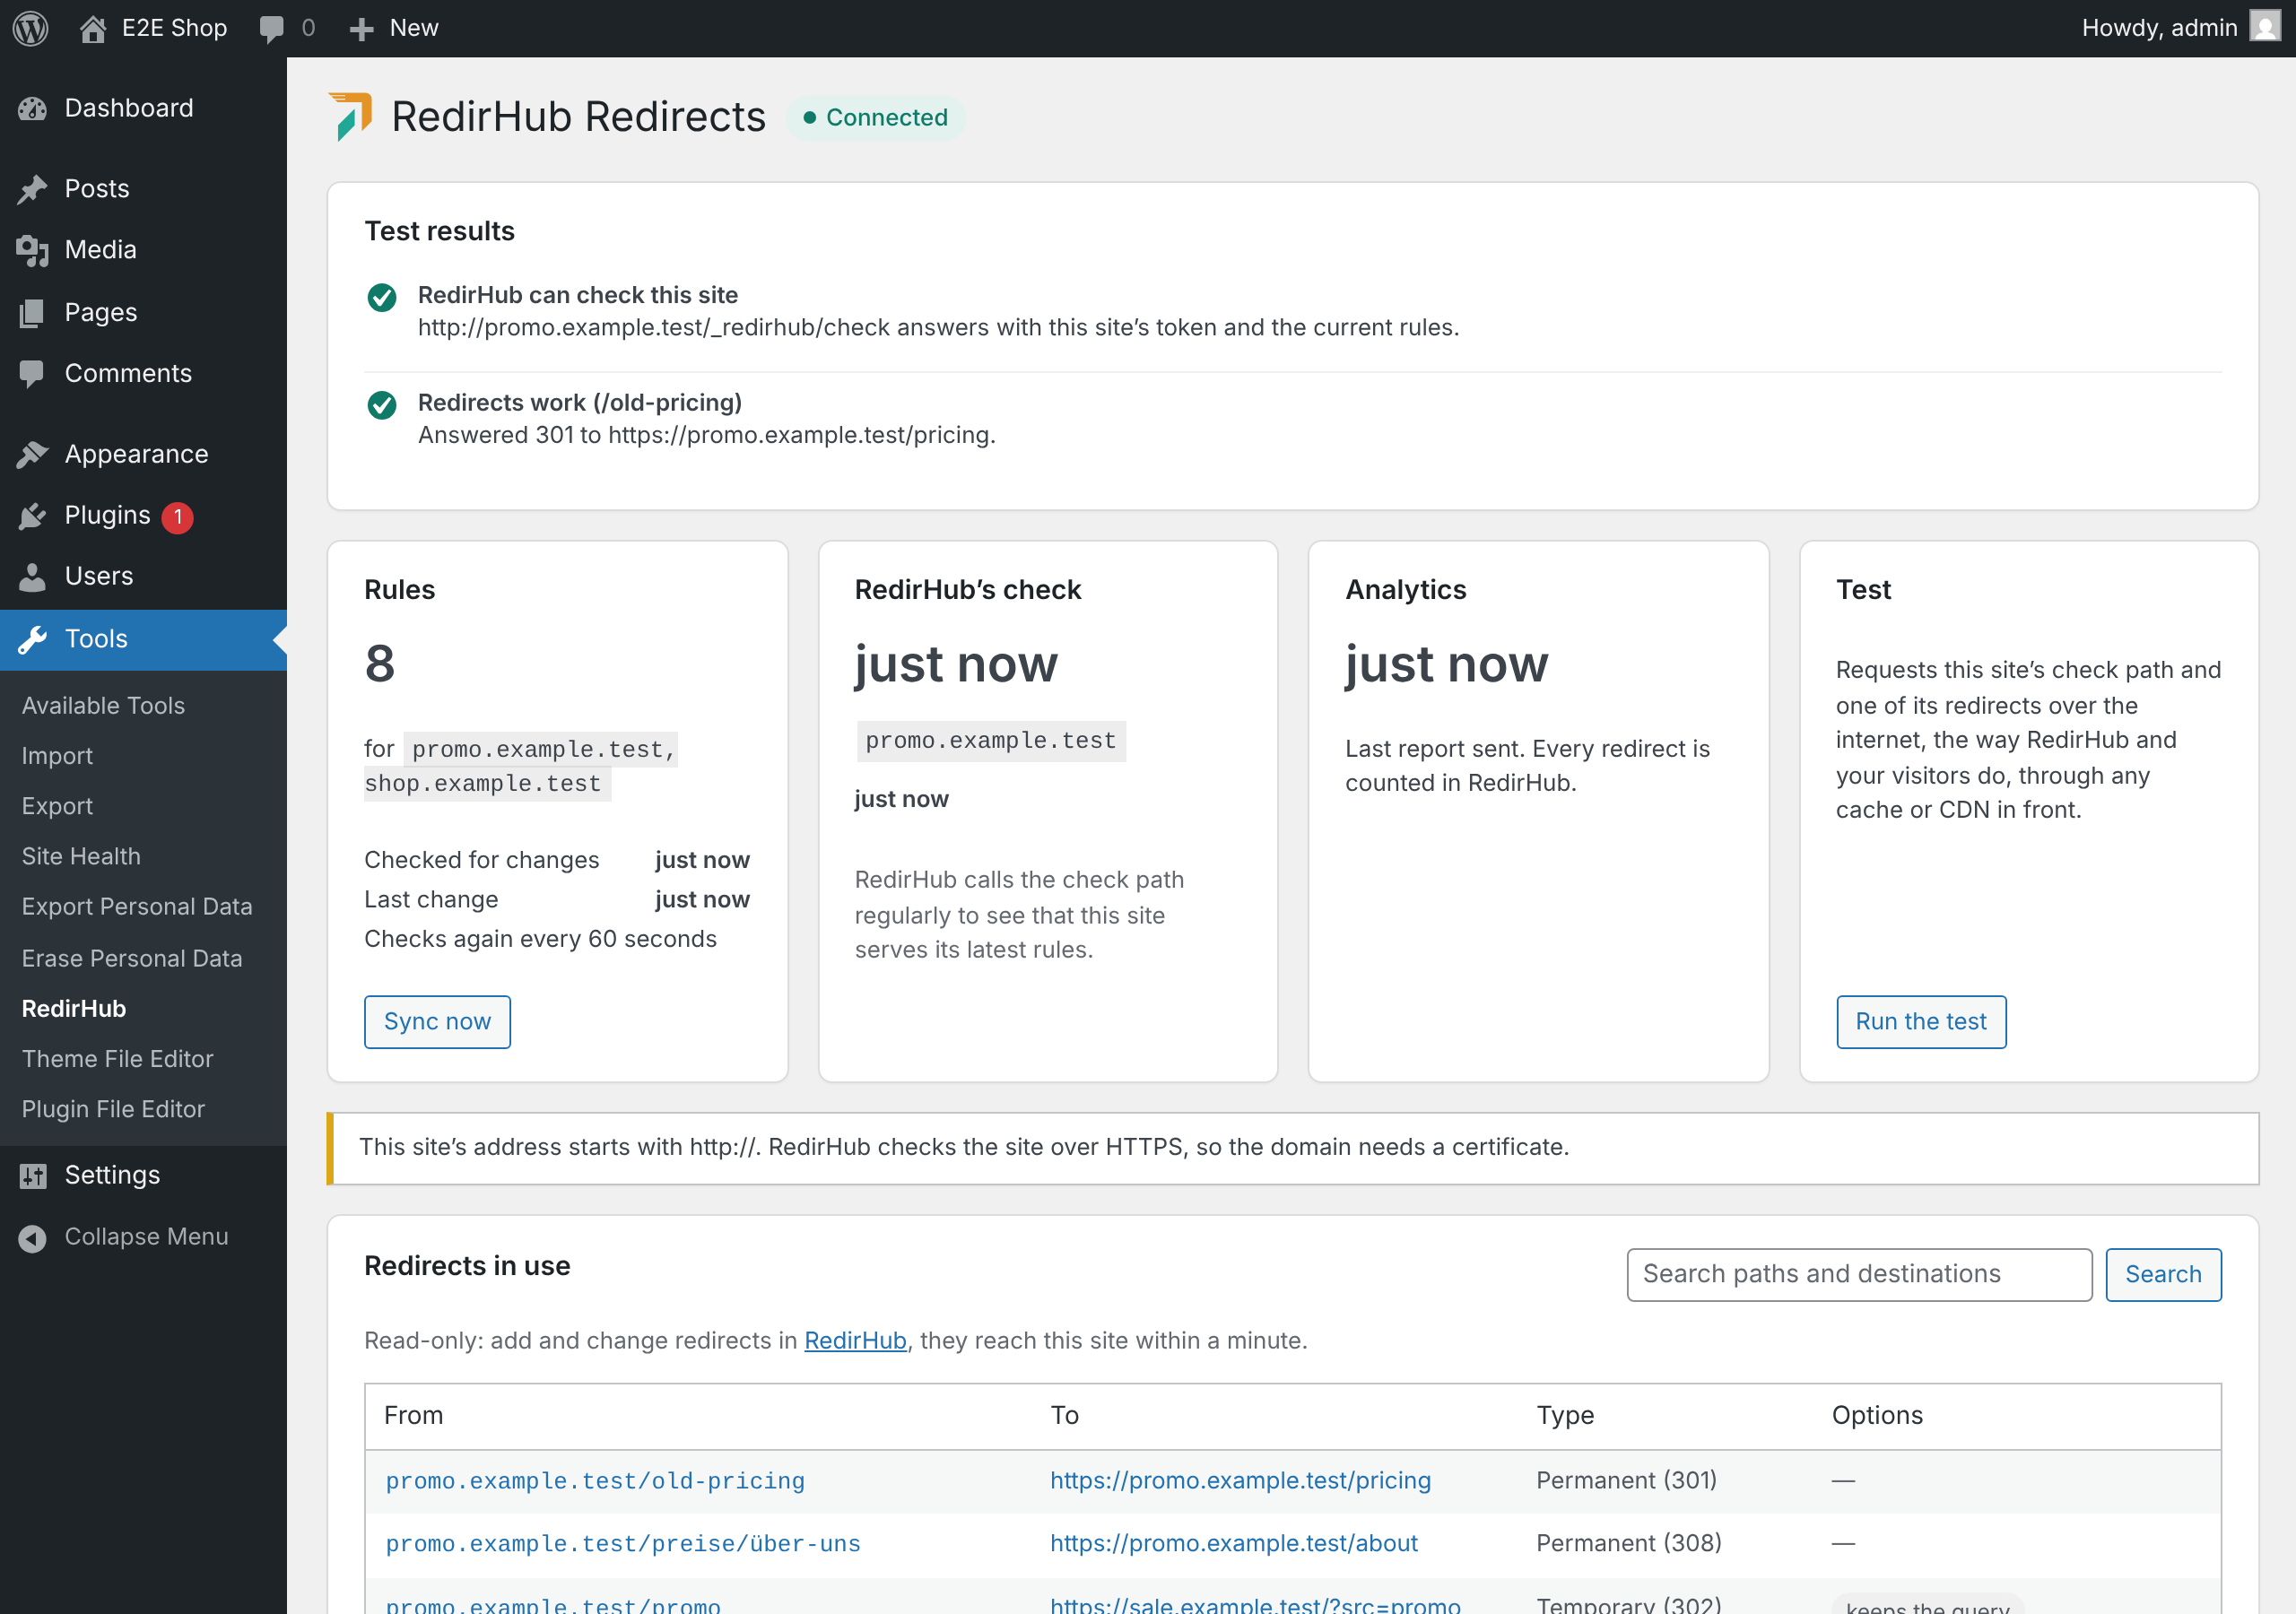 E2E Shop
0
New
Howdy, admin
Dashboard
Posts
Media
Pages
Comments
Appearance
Plugins 1
Users
Tools
Available Tools
Import
Export
Site Health
Export Personal Data
Erase Personal Data
RedirHub
Theme File Editor
Plugin File Editor
Settings
Collapse Menu
RedirHub Redirects
Connected
Test results
RedirHub can check this site
http://promo.example.test/_redirhub/check answers with this site’s token and the current rules.
Redirects work (/old-pricing)
Answered 301 to https://promo.example.test/pricing.
Rules
8
for promo.example.test,
shop.example.test
Checked for changes just now
Last change just now
Checks again every 60 seconds
Sync now
RedirHub’s check
just now
promo.example.test
just now
RedirHub calls the check path
regularly to see that this site
serves its latest rules.
Analytics
just now
Last report sent. Every redirect is
counted in RedirHub.
Test
Requests this site’s check path and
one of its redirects over the
internet, the way RedirHub and
your visitors do, through any
cache or CDN in front.
Run the test
This site’s address starts with http://. RedirHub checks the site over HTTPS, so the domain needs a certificate.
Redirects in use
Search paths and destinations
Search
Read-only: add and change redirects in RedirHub, they reach this site within a minute.
From To Type Options
promo.example.test/old-pricing https://promo.example.test/pricing Permanent (301) —
promo.example.test/preise/über-uns https://promo.example.test/about Permanent (308) —
promo.example.test/promo https://sale.example.test/?src=promo Temporary (302) keeps the query